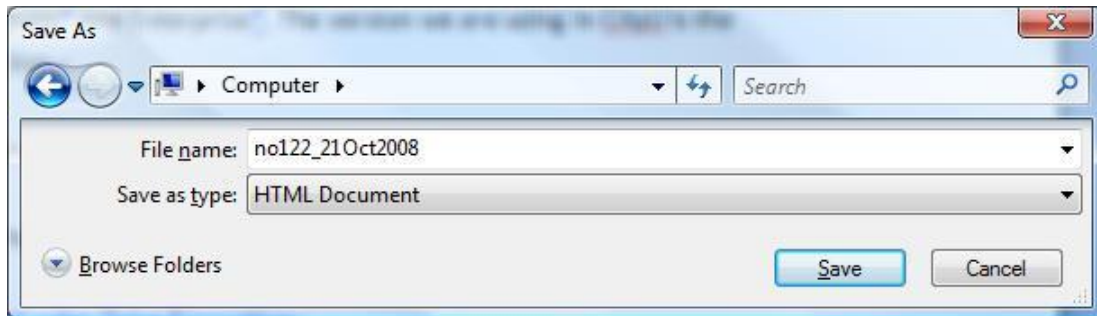 Save As
Computer
Search
File name: no122_21Oct2008
Save as type: HTML Document
Browse Folders
Save
Cancel